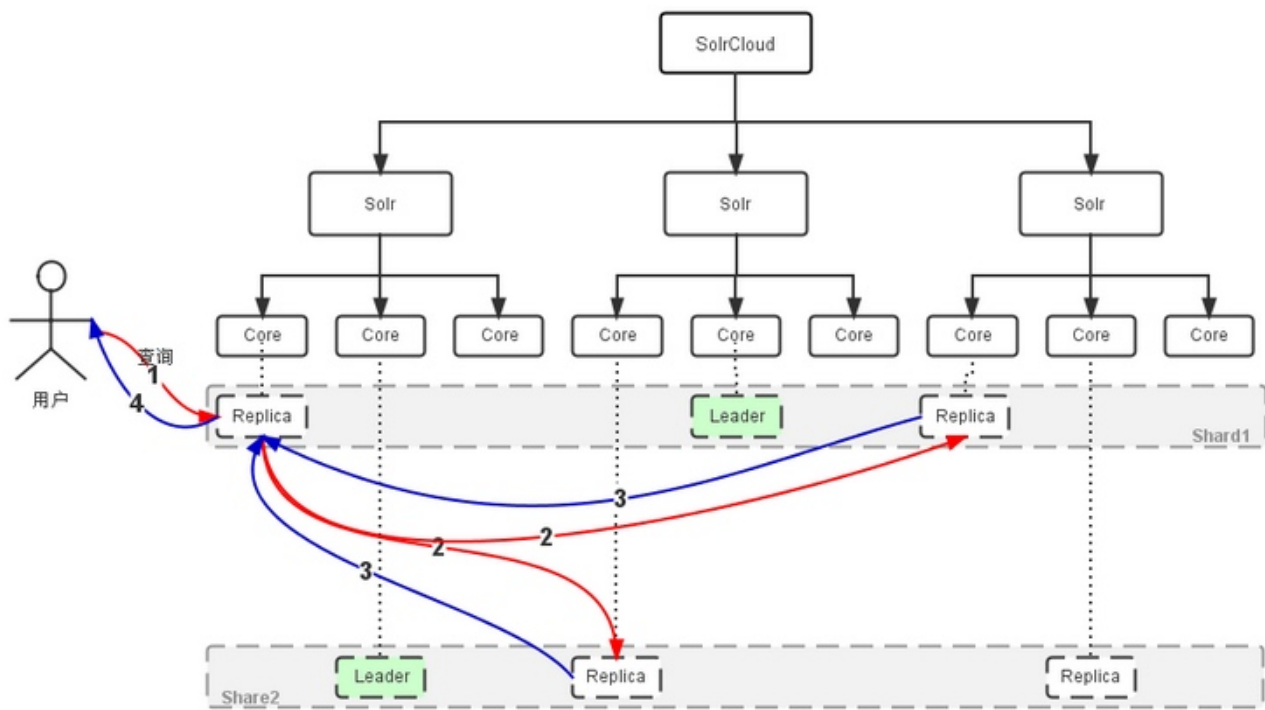 SolrCloud
Solr
Solr
Solr
Core
Core
Core
Core
Core
Core
Core
Core
Core
查询
1
4
用户
Replica
Leader
Replica
Shard1
3
2
2
3
Leader
Replica
Replica
Share2